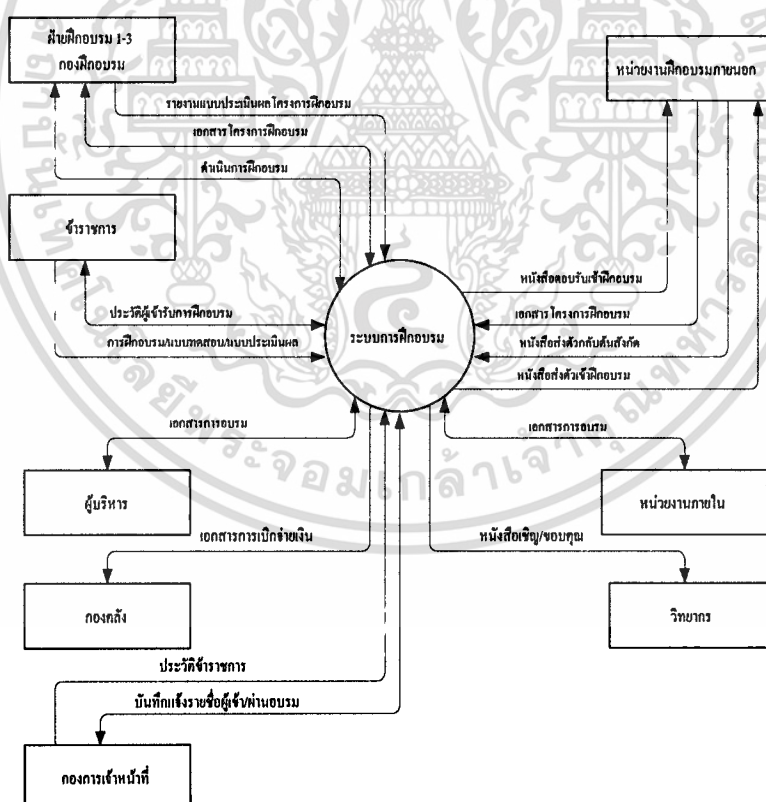 ฝ่ายฝึกอบรม 1-3
กองฝึกอบรม
หน่วยงานฝึกอบรมภายนอก
รายงานแบบประเมินผลโครงการฝึกอบรม
เอกสารโครงการฝึกอบรม
ดำเนินการฝึกอบรม
ข้าราชการ
หนังสือตอบรับเข้าฝึกอบรม
ประวัติผู้เข้ารับการฝึกอบรม
เอกสารโครงการฝึกอบรม
ระบบการฝึกอบรม
การฝึกอบรม/แบบทดสอบ/แบบประเมินผล
หนังสือส่งตัวกลับต้นสังกัด
หนังสือส่งตัวเข้าฝึกอบรม
เอกสารการอบรม
เอกสารการอบรม
ผู้บริหาร
หน่วยงานภายใน
เอกสารการเบิกจ่ายเงิน
หนังสือเชิญ/ขอบคุณ
กองคลัง
วิทยากร
ประวัติข้าราชการ
บันทึกแจ้งรายชื่อผู้เข้า/ผ่านอบรม
กองการเจ้าหน้าที่
พระจอมเกล้าเจ้าคุณทหาร